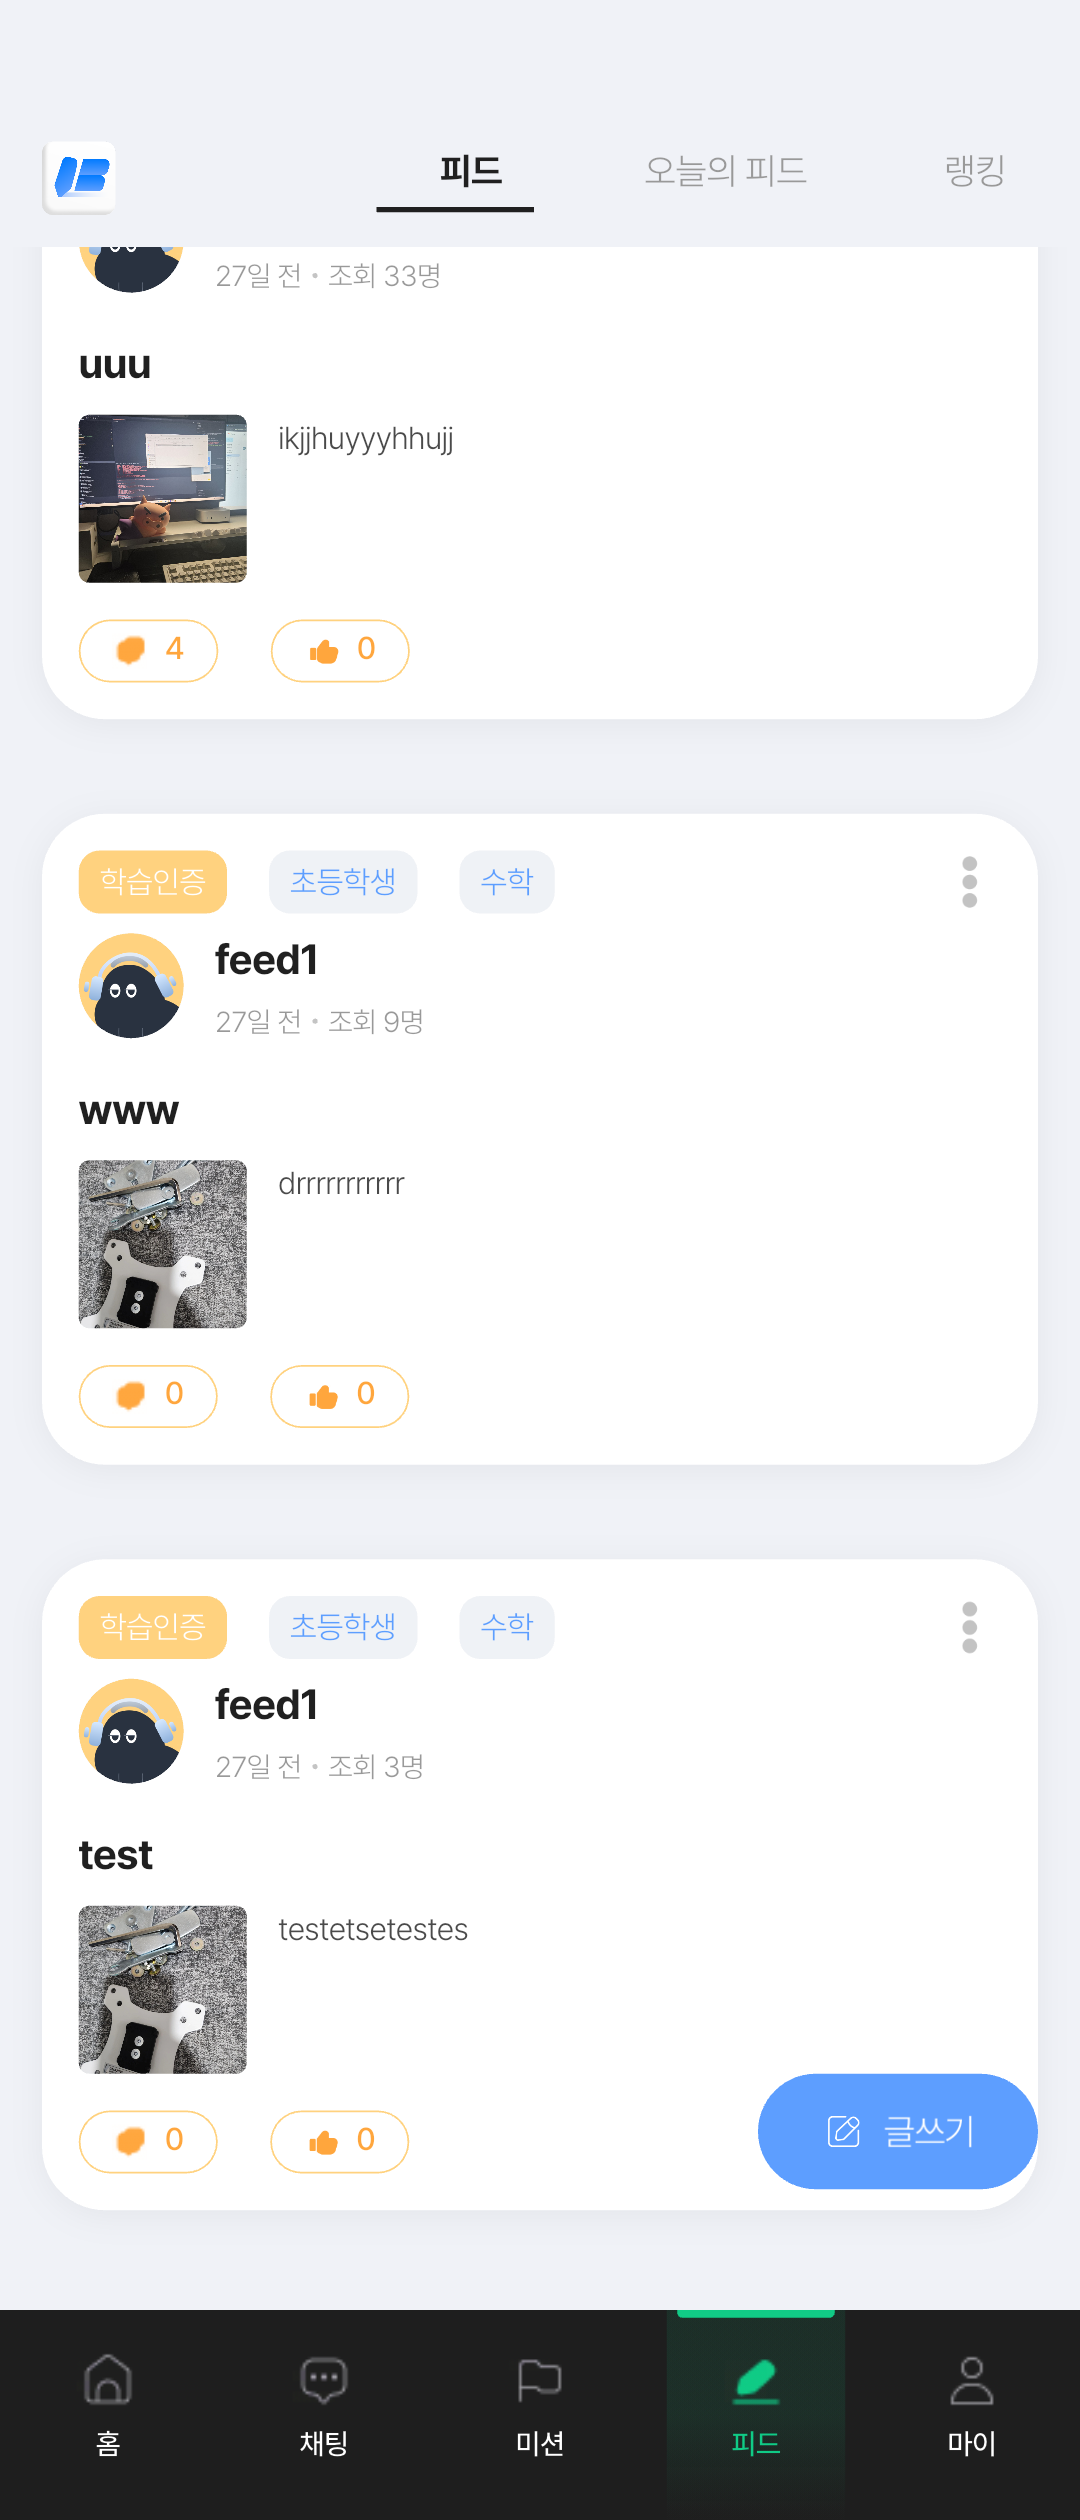 피드
오늘의 피드
랭킹
27일 전 • 조회 33명
uuu
ikjjhuyyyhhujj
4
0
학습인증
초등학생
수학
feed1
27일 전 • 조회 9명
www
drrrrrrrrrrr
0
0
학습인증
초등학생
수학
feed1
27일 전 • 조회 3명
test
testetsetestes
0
0
글쓰기
홈
채팅
미션
피드
마이